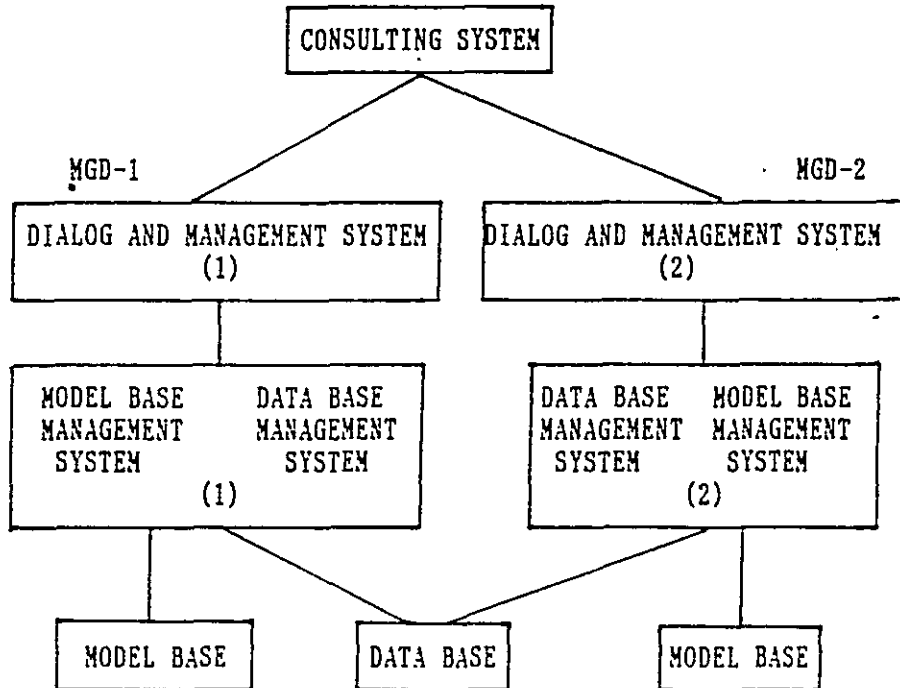 CONSULTING SYSTEM
MGD-1
MGD-2
DIALOG AND MANAGEMENT SYSTEM
(1)
DIALOG AND MANAGEMENT SYSTEM
(2)
MODEL BASE
MANAGEMENT
SYSTEM
DATA BASE
MANAGEMENT
SYSTEM
(1)
DATA BASE
MANAGEMENT
SYSTEM
MODEL BASE
MANAGEMENT
SYSTEM
(2)
MODEL BASE
DATA BASE
MODEL BASE